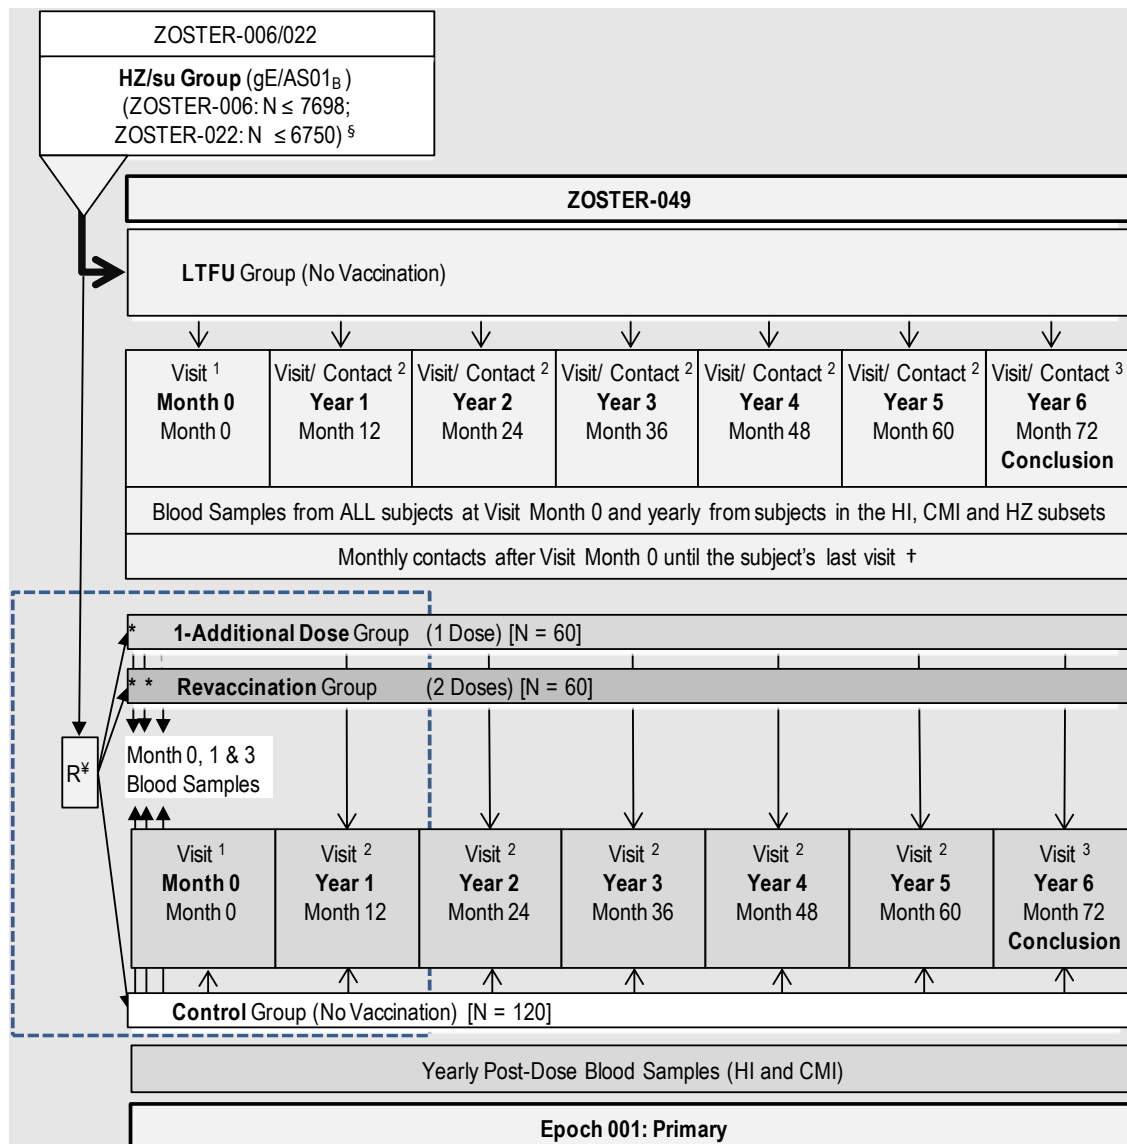 ZOSTER-006/022
HZ/su Group (gE/AS01B)
(ZOSTER-006: N ≤ 7698;
ZOSTER-022: N ≤ 6750) §
ZOSTER-049
LTFU Group (No Vaccination)
Visit 1 Visit/ Contact 2 Visit/ Contact 2 Visit/ Contact 2 Visit/ Contact 2 Visit/ Contact 2 Visit/ Contact 3
Month 0 Year 1 Year 2 Year 3 Year 4 Year 5 Year 6
Month 0 Month 12 Month 24 Month 36 Month 48 Month 60 Month 72
Conclusion
Blood Samples from ALL subjects at Visit Month 0 and yearly from subjects in the HI, CMI and HZ subsets
Monthly contacts after Visit Month 0 until the subject's last visit †
* 1-Additional Dose Group (1 Dose) [N = 60]
* * Revaccination Group (2 Doses) [N = 60]
R¥
Month 0, 1 & 3
Blood Samples
Visit 1 Visit 2 Visit 2 Visit 2 Visit 2 Visit 2 Visit 3
Month 0 Year 1 Year 2 Year 3 Year 4 Year 5 Year 6
Month 0 Month 12 Month 24 Month 36 Month 48 Month 60 Month 72
Conclusion
Control Group (No Vaccination) [N = 120]
Yearly Post-Dose Blood Samples (HI and CMI)
Epoch 001: Primary